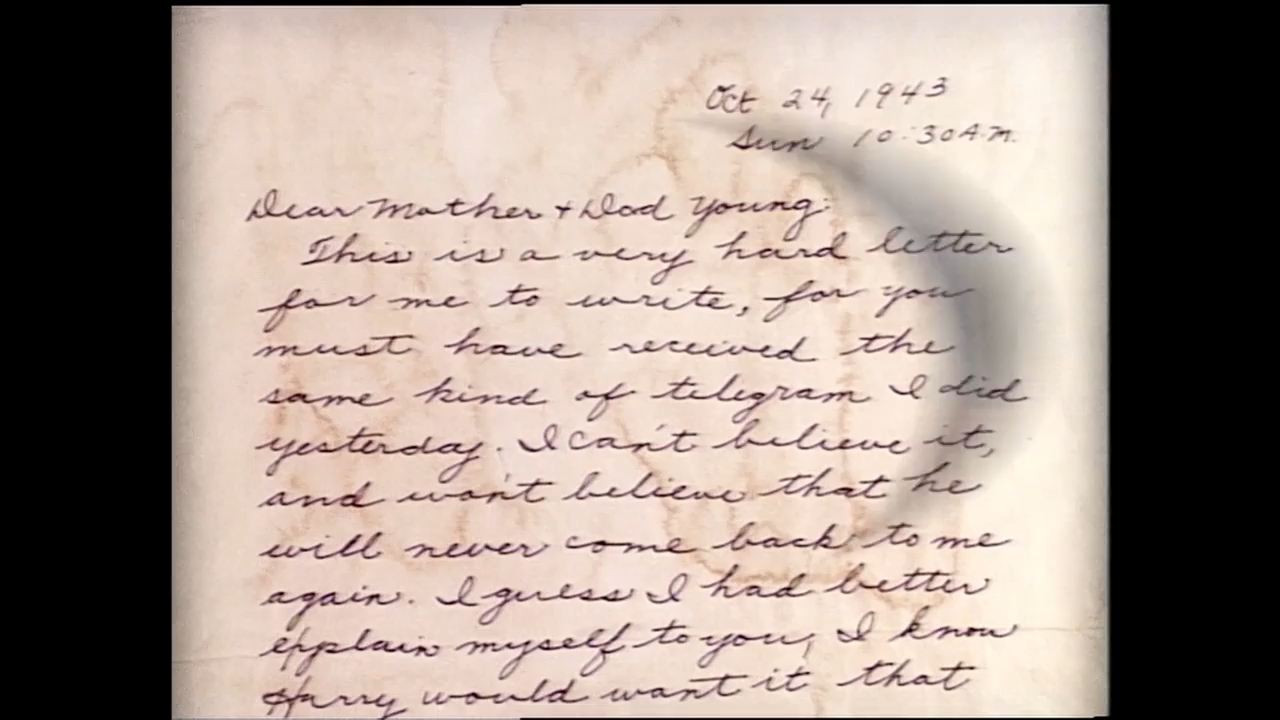 Oct 24, 1943
Sun 10:30 A.M.
Dear Mother + Dad Young:
This is a very hard letter
for me to write, for you
must have received the
same kind of telegram I did
yesterday. I can't believe it,
and won't believe that he
will never come back to me
again. I guess I had better
explain myself to you, I know
Harry would want it that